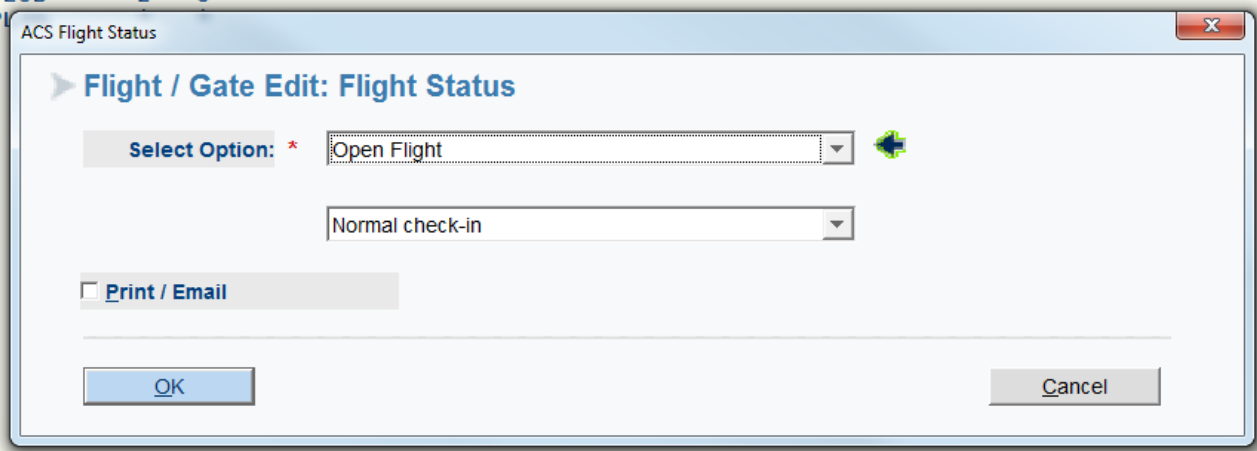 ACS Flight Status
Flight / Gate Edit: Flight Status
Select Option: * Open Flight
Normal check-in
Print / Email
OK Cancel